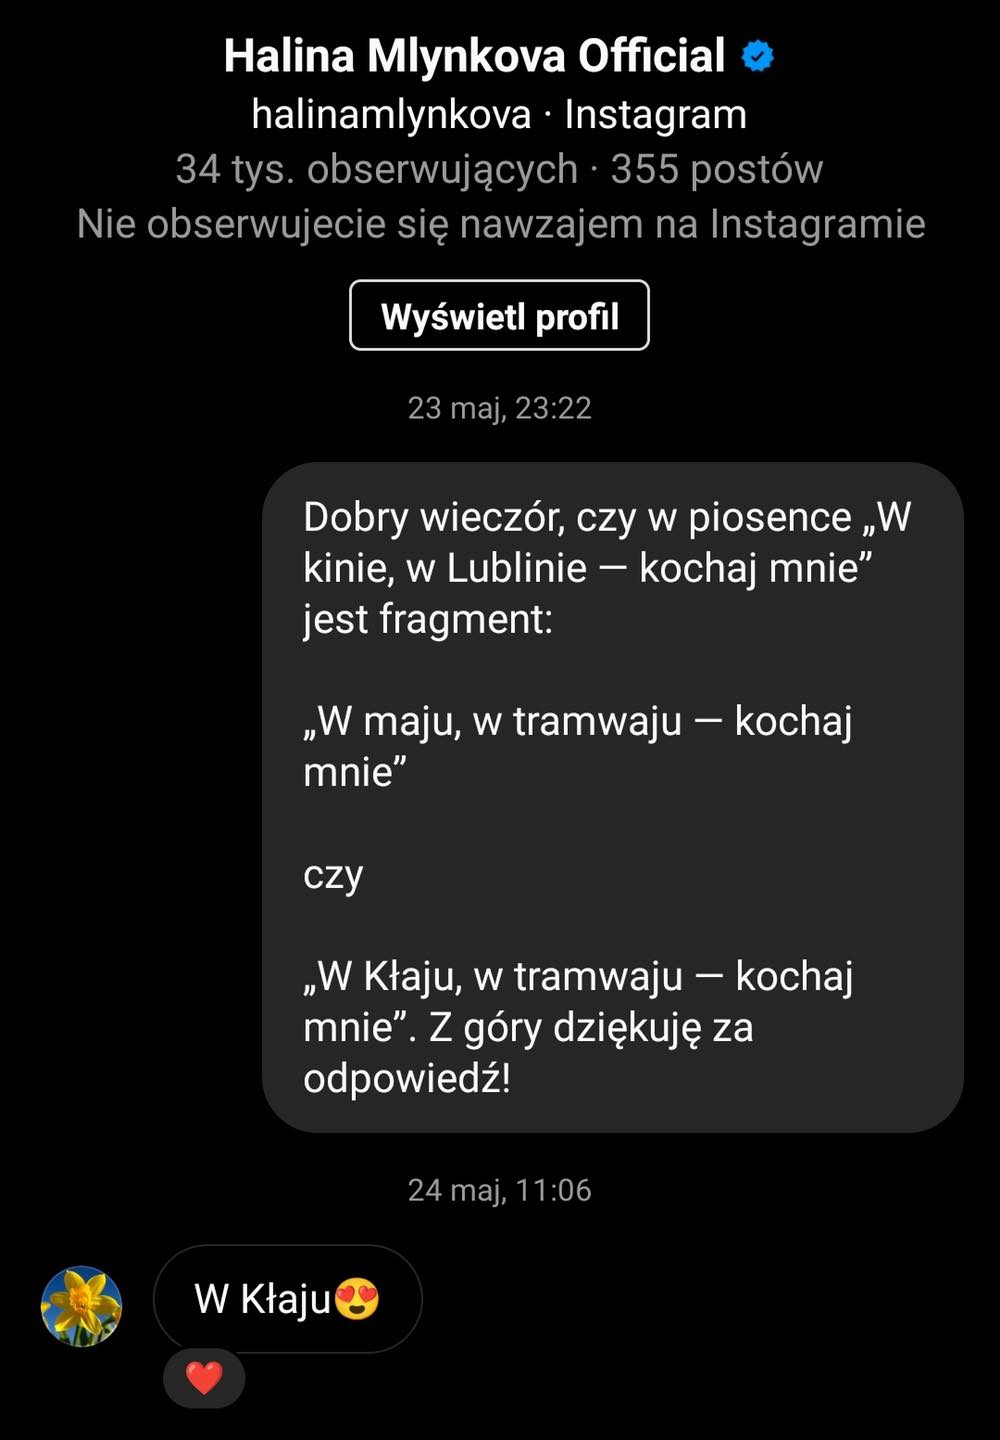 Halina Mlynkova Official
halinamlynkova · Instagram
34 tys. obserwujących · 355 postów
Nie obserwujecie się nawzajem na Instagramie
Wyświetl profil
23 maj, 23:22
Dobry wieczór, czy w piosence „W
kinie, w Lublinie — kochaj mnie”
jest fragment:
„W maju, w tramwaju — kochaj
mnie”
czy
„W Kłaju, w tramwaju — kochaj
mnie”. Z góry dziękuję za
odpowiedź!
24 maj, 11:06
W Kłaju😍
❤️